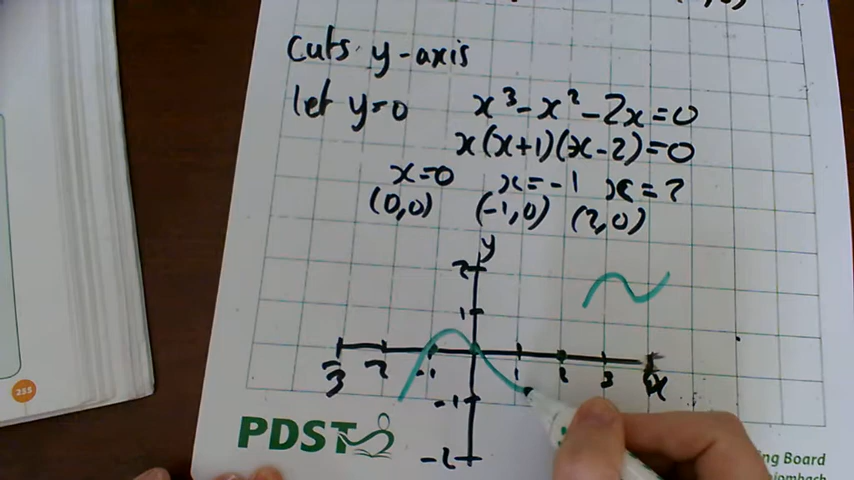 Cuts y-axis
let y=0 x³-x²-2x=0
x(x+1)(x-2)=0
x=0 x=-1 x=2
(0,0) (-1,0) (2,0)
y
2
1
-3 -2 -1 1 2 3 x
-1
-2
255
PDST
ing Board